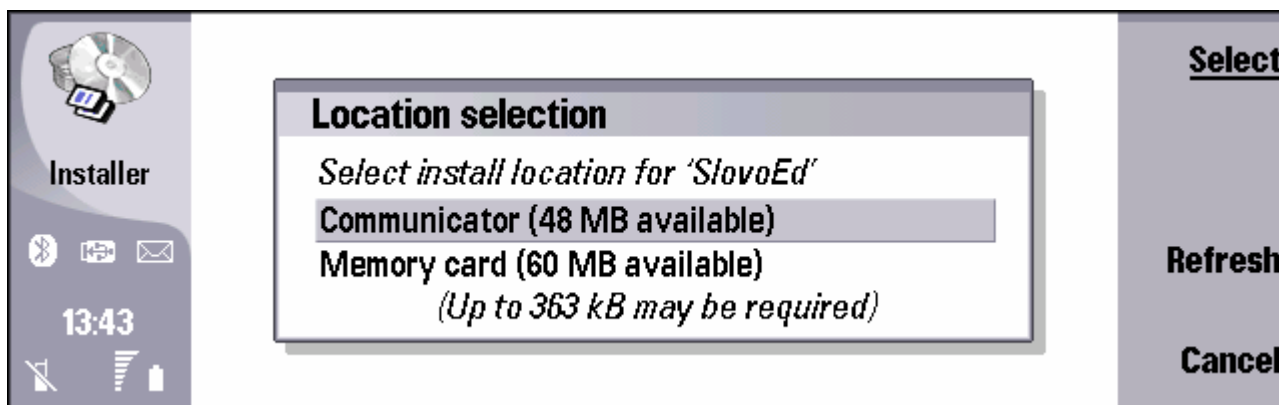 Installer
13:43
Location selection
Select install location for ‘SlovoEd’
Communicator (48 MB available)
Memory card (60 MB available)
(Up to 363 kB may be required)
Select
Refresh
Cancel